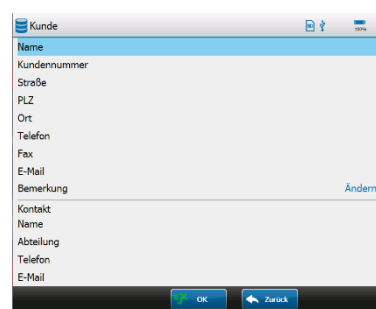 Kunde
Name
Kundennummer
Straße
PLZ
Ort
Telefon
Fax
E-Mail
Bemerkung Ändern
Kontakt
Name
Abteilung
Telefon
E-Mail
OK Zurück